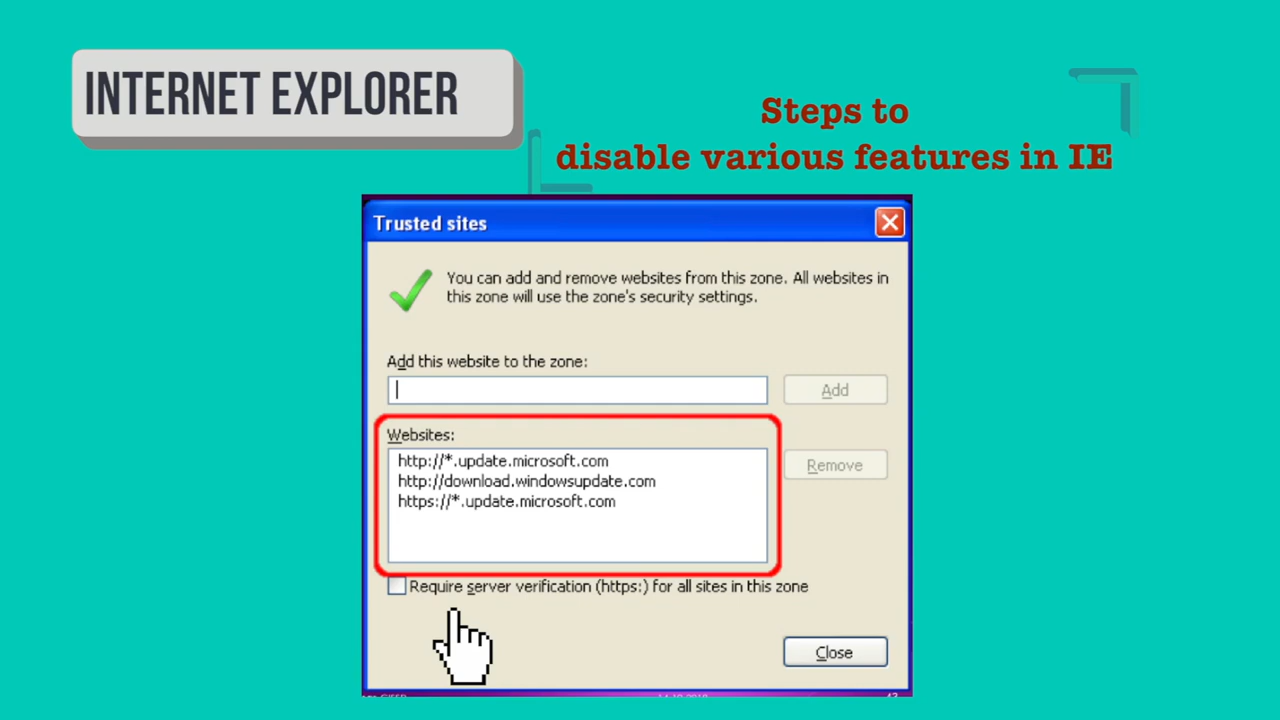 INTERNET EXPLORER
Steps to
disable various features in IE
Trusted sites
You can add and remove websites from this zone. All websites in
this zone will use the zone's security settings.
Add this website to the zone:
Add
Websites:
http://*.update.microsoft.com
http://download.windowsupdate.com
https://*.update.microsoft.com
Remove
Require server verification (https:) for all sites in this zone
Close